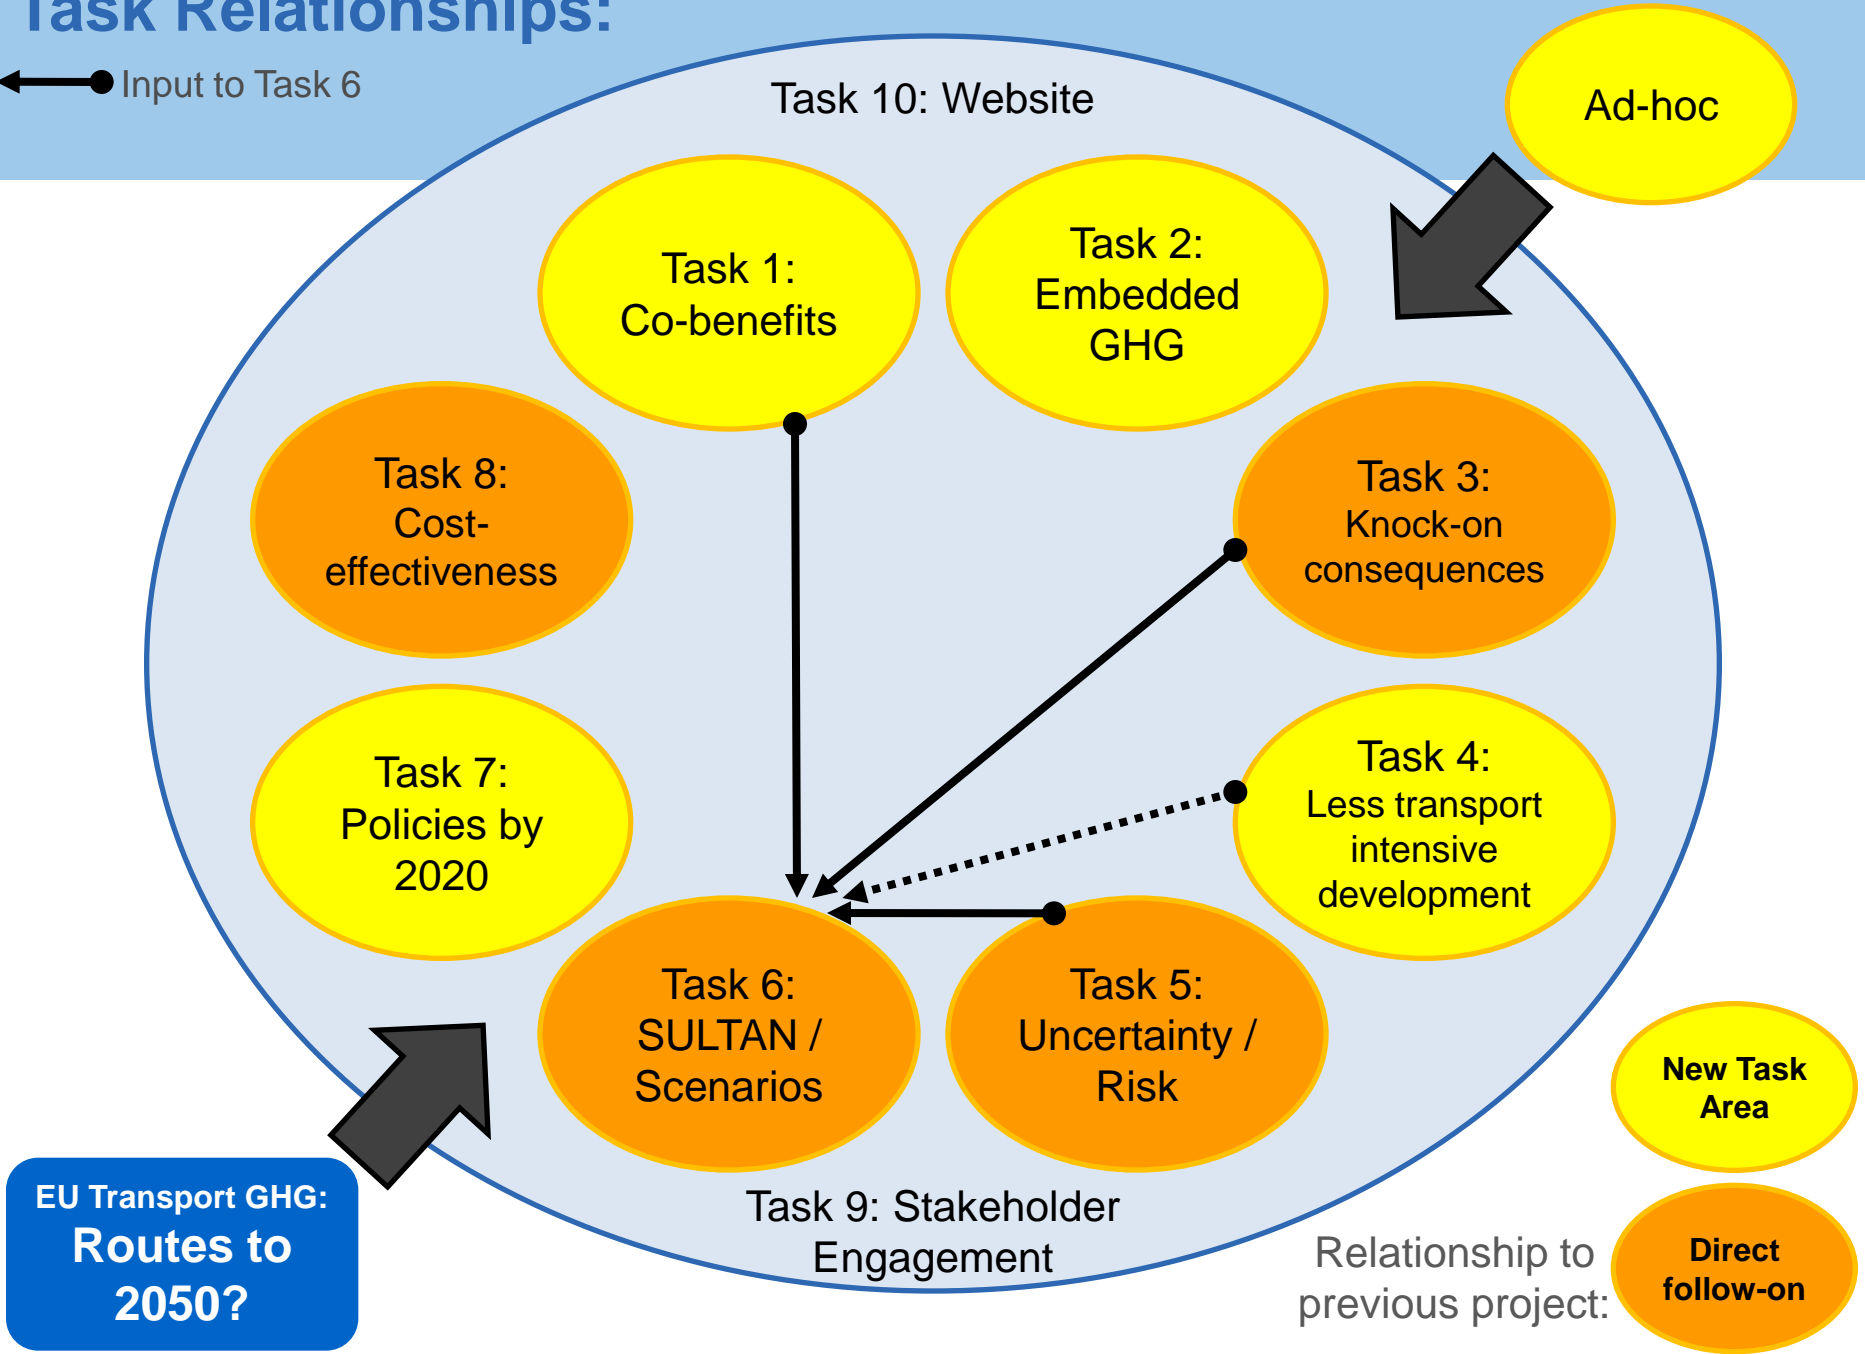 Task Relationships:
Input to Task 6
Task 10: Website
Ad-hoc
Task 1:
Co-benefits
Task 2:
Embedded
GHG
Task 8:
Cost-
effectiveness
Task 3:
Knock-on
consequences
Task 7:
Policies by
2020
Task 4:
Less transport
intensive
development
Task 6:
SULTAN /
Scenarios
Task 5:
Uncertainty /
Risk
New Task
Area
EU Transport GHG:
Routes to
2050?
Task 9: Stakeholder
Engagement
Relationship to
previous project:
Direct
follow-on